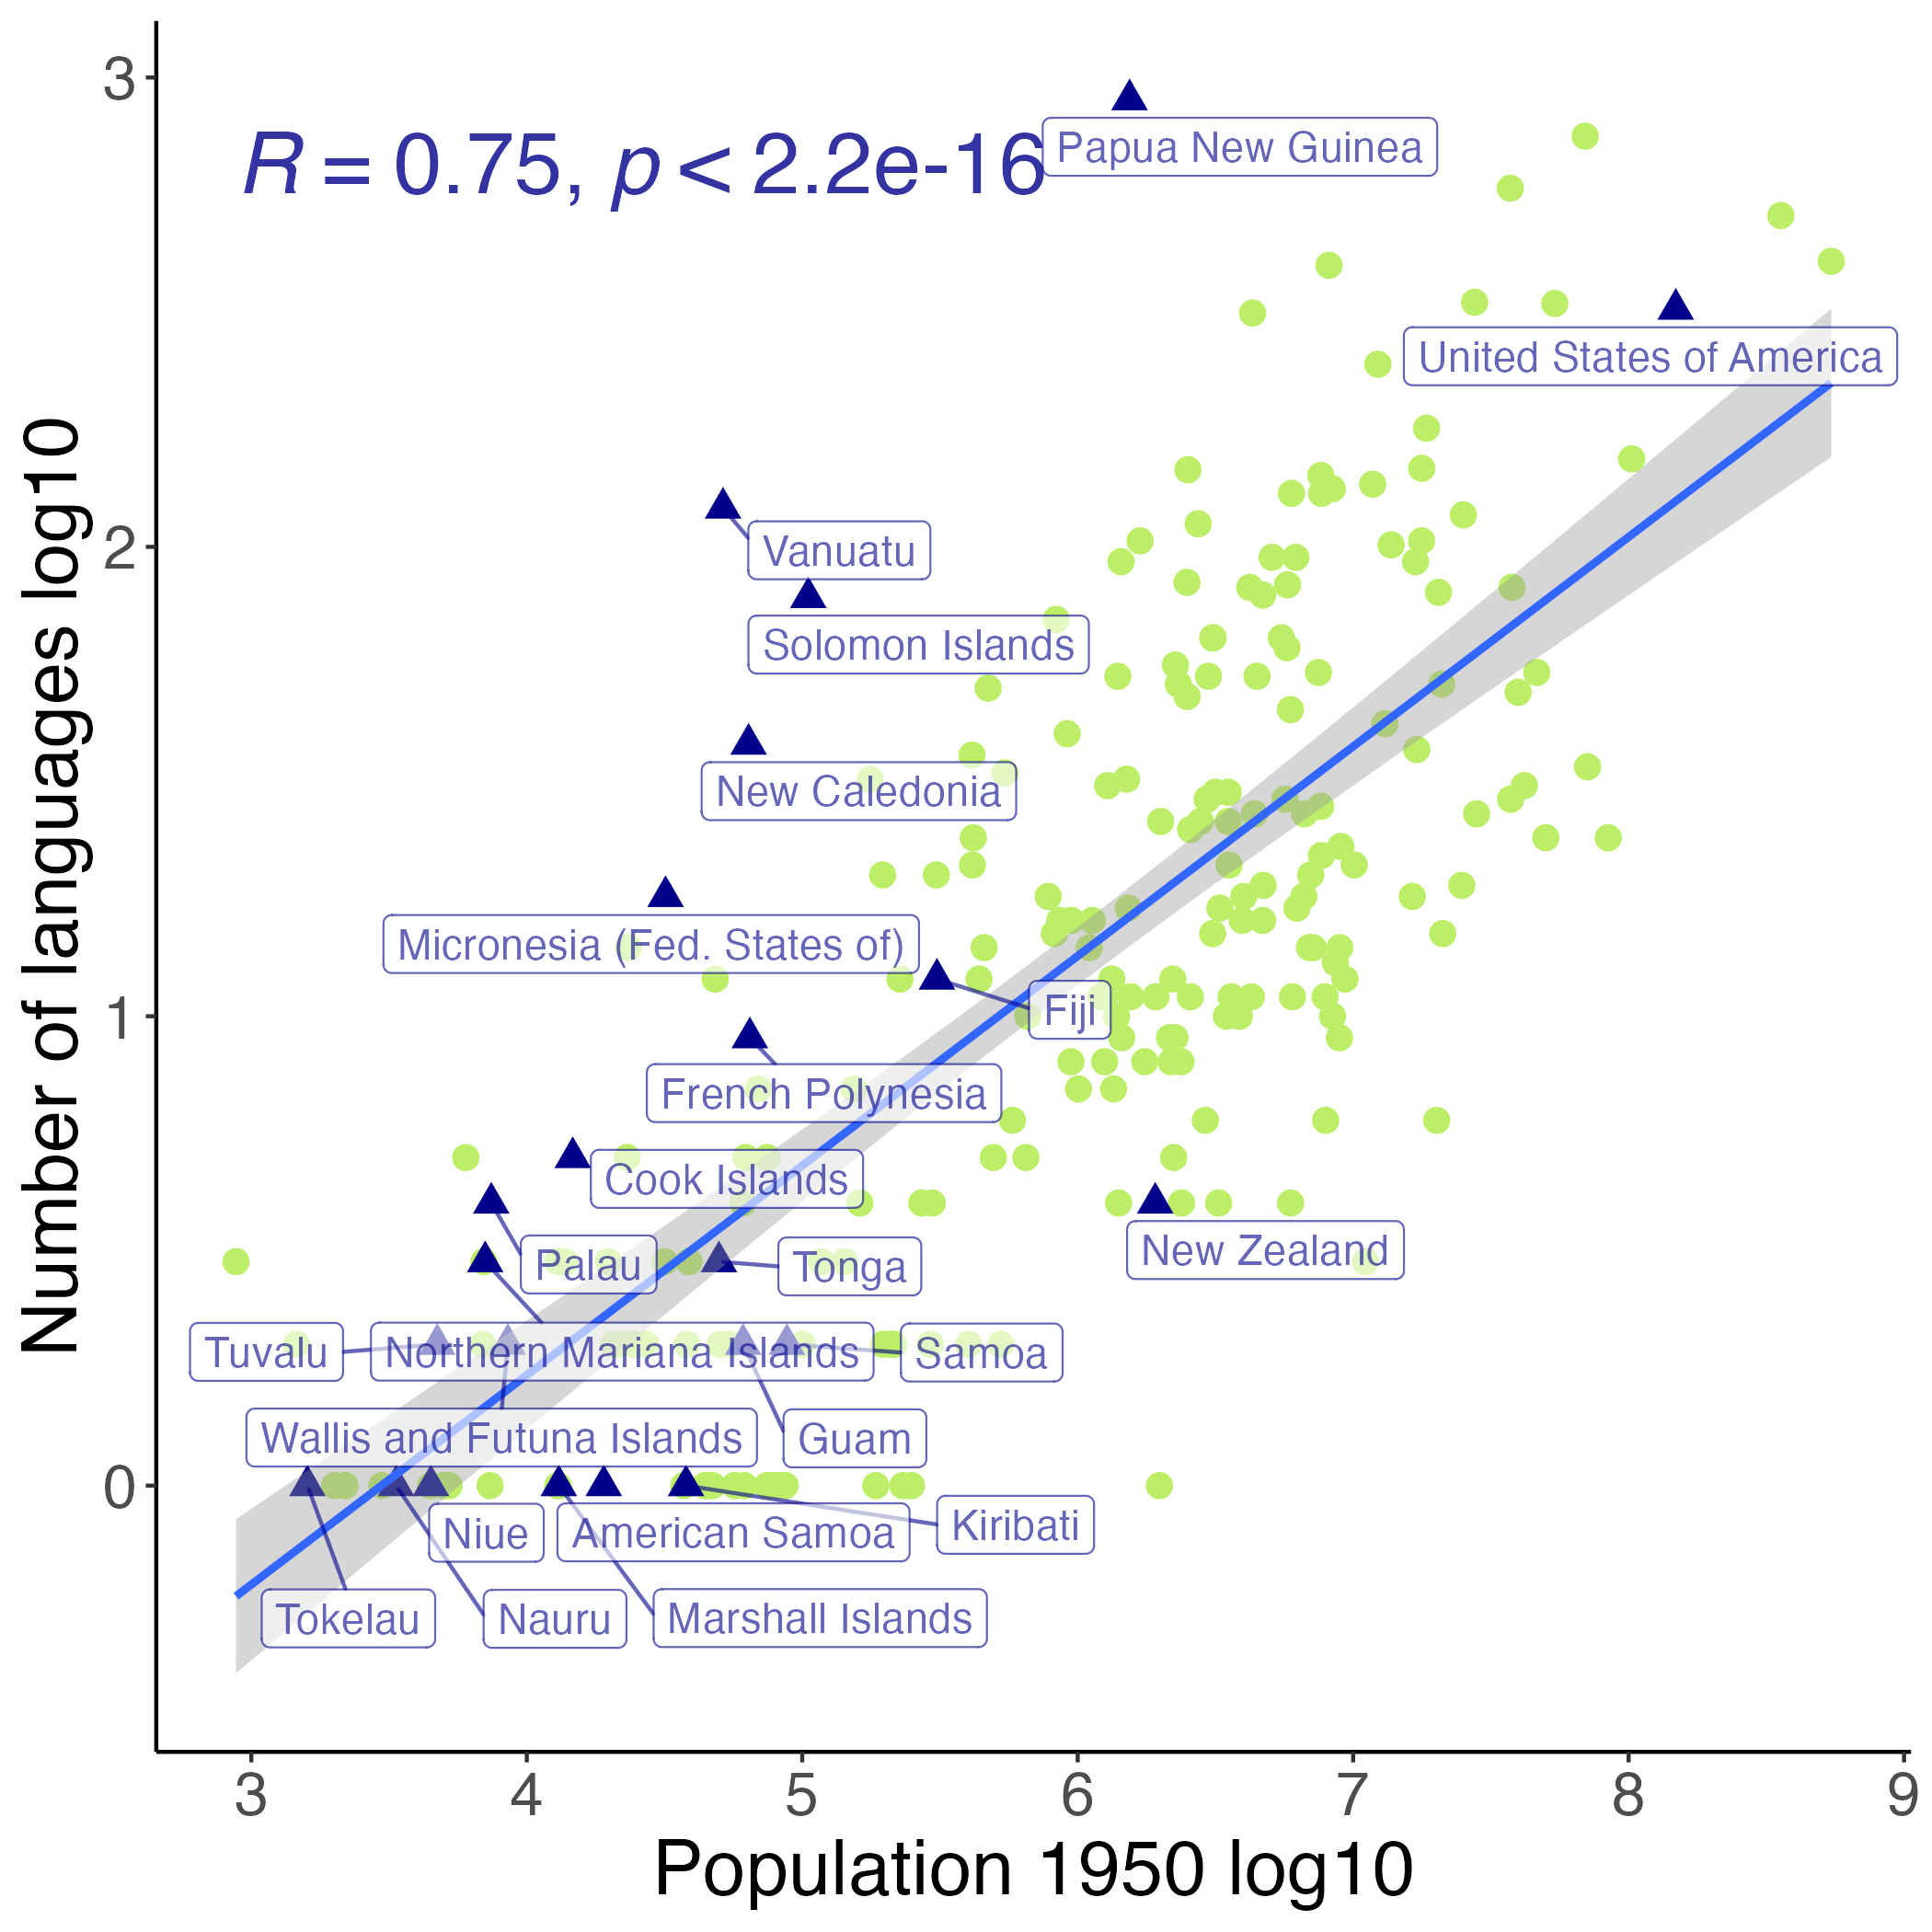 3
R = 0.75, p < 2.2e-16
Papua New Guinea
United States of America
2
Vanuatu
Solomon Islands
New Caledonia
Micronesia (Fed. States of)
1
Fiji
French Polynesia
Cook Islands
Palau
Tonga
New Zealand
Tuvalu
Northern Mariana Islands
Samoa
Wallis and Futuna Islands
Guam
0
Niue
American Samoa
Kiribati
Tokelau
Nauru
Marshall Islands
Number of languages log10
3 4 5 6 7 8 9
Population 1950 log10